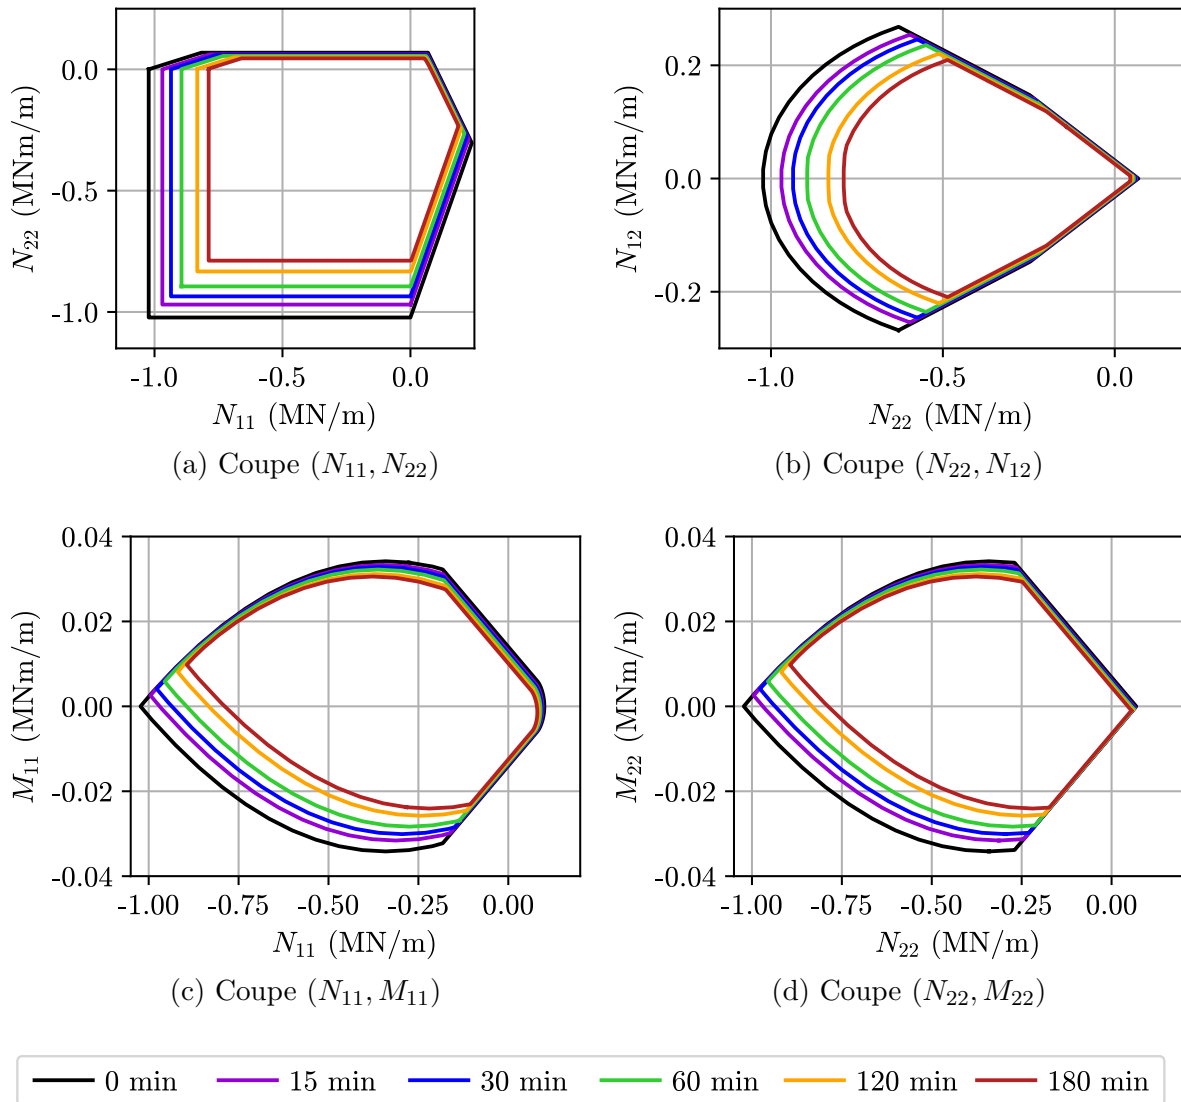 0.0
-0.5
-1.0
N₂₂ (MNm/m)
-1.0 -0.5 0.0
N₁₁ (MN/m)
(a) Coupe (N₁₁, N₂₂)
0.2
0.0
-0.2
N₁₂ (MNm/m)
-1.0 -0.5 0.0
N₂₂ (MN/m)
(b) Coupe (N₂₂, N₁₂)
0.04
0.02
0.00
-0.02
-0.04
M₁₁ (MNm/m)
-1.00 -0.75 -0.50 -0.25 0.00
N₁₁ (MN/m)
(c) Coupe (N₁₁, M₁₁)
0.04
0.02
0.00
-0.02
-0.04
M₂₂ (MNm/m)
-1.00 -0.75 -0.50 -0.25 0.00
N₂₂ (MN/m)
(d) Coupe (N₂₂, M₂₂)
0 min 15 min 30 min 60 min 120 min 180 min